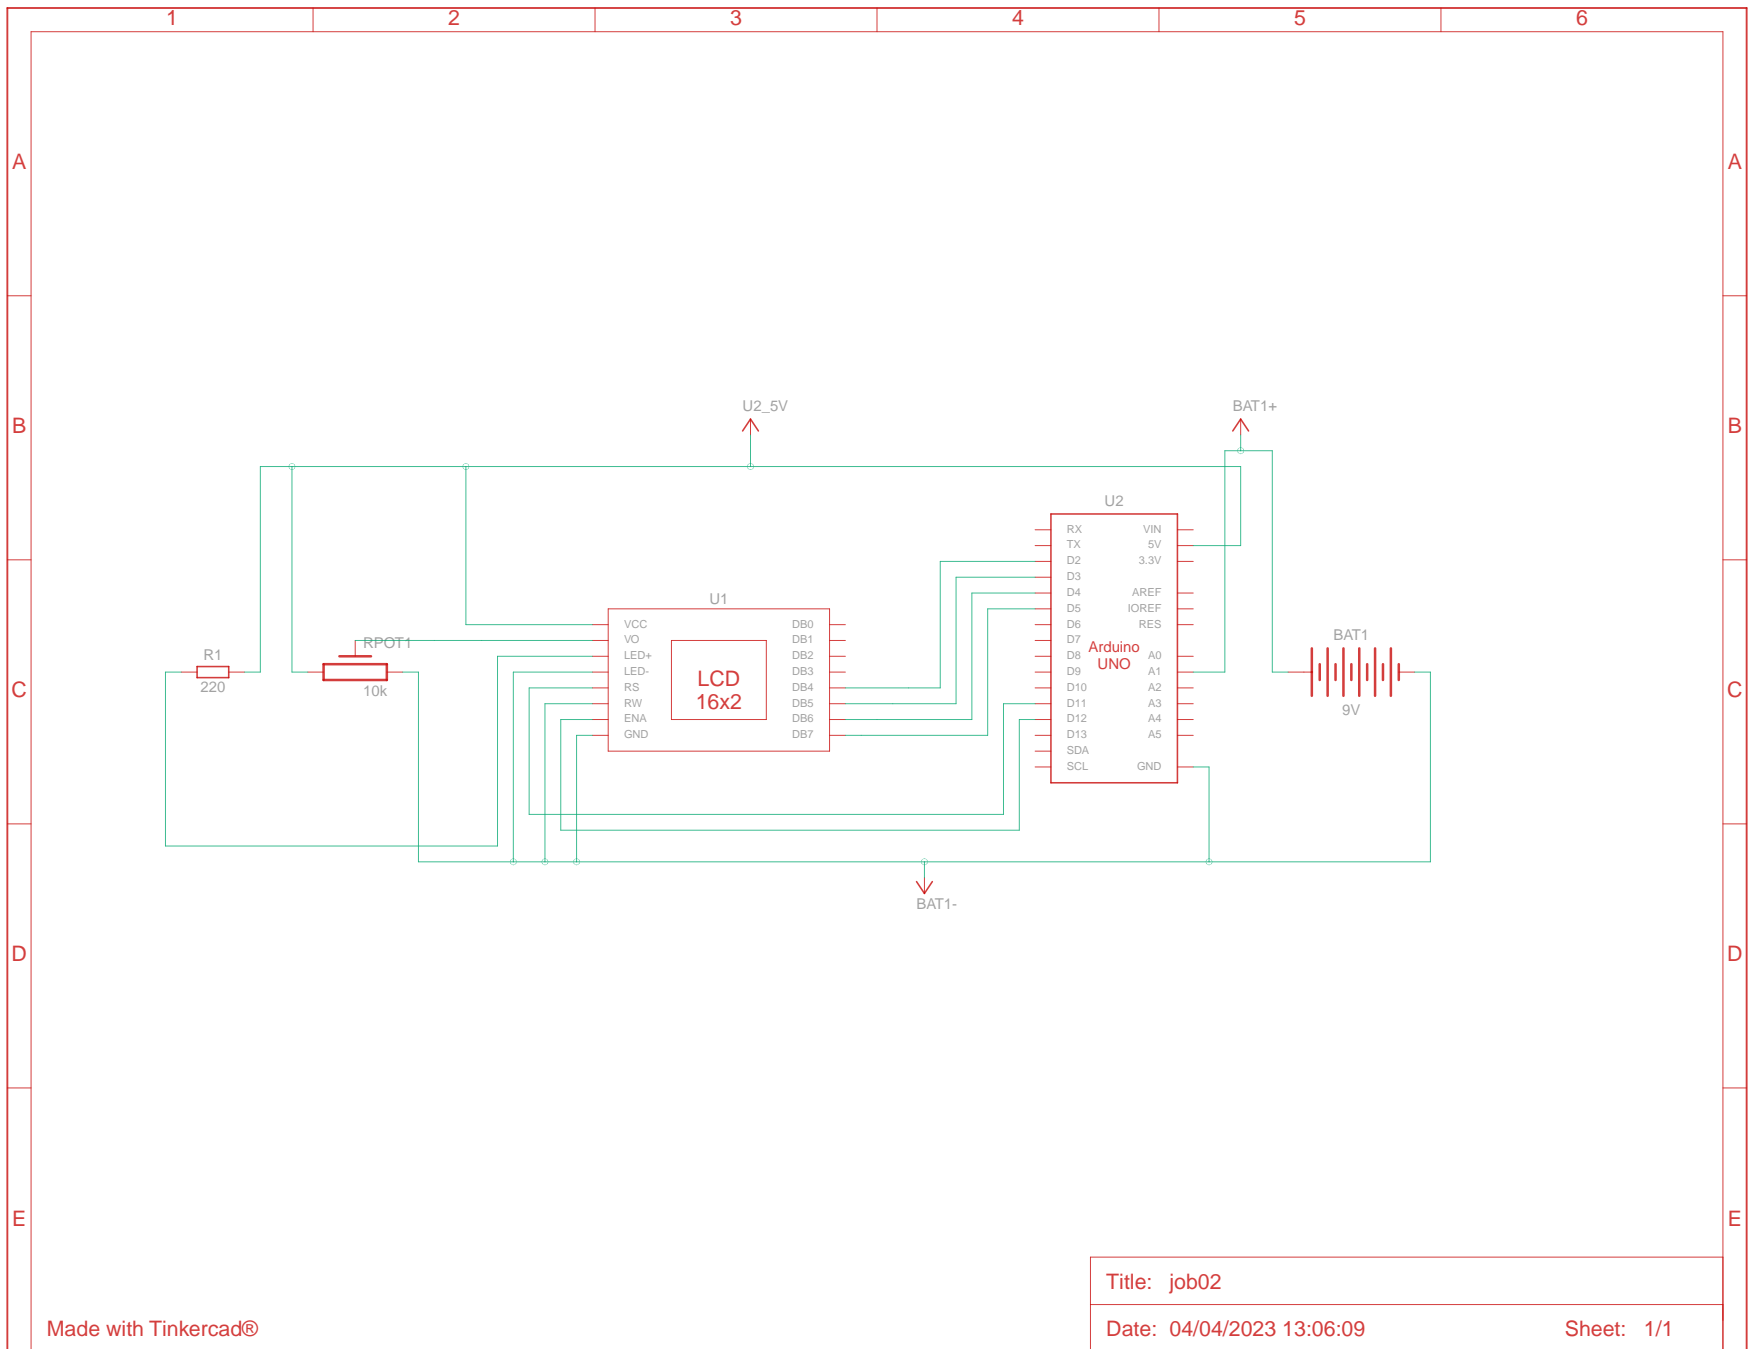 1 2 3 4 5 6
A A
B B
C C
D D
E E
U2_5V
BAT1+
U2
RX VIN
TX 5V
D2 3.3V
D3
D4 AREF
D5 IOREF
D6 RES
D7
D8 A0
D9 A1
D10 A2
D11 A3
D12 A4
D13 A5
SDA
SCL GND
Arduino
UNO
U1
VCC DB0
VO DB1
LED+ DB2
LED- DB3
RS DB4
RW DB5
ENA DB6
GND DB7
LCD
16x2
R1
220
RPOT1
10k
BAT1
9V
BAT1-
Title: job02
Date: 04/04/2023 13:06:09 Sheet: 1/1
Made with Tinkercad®